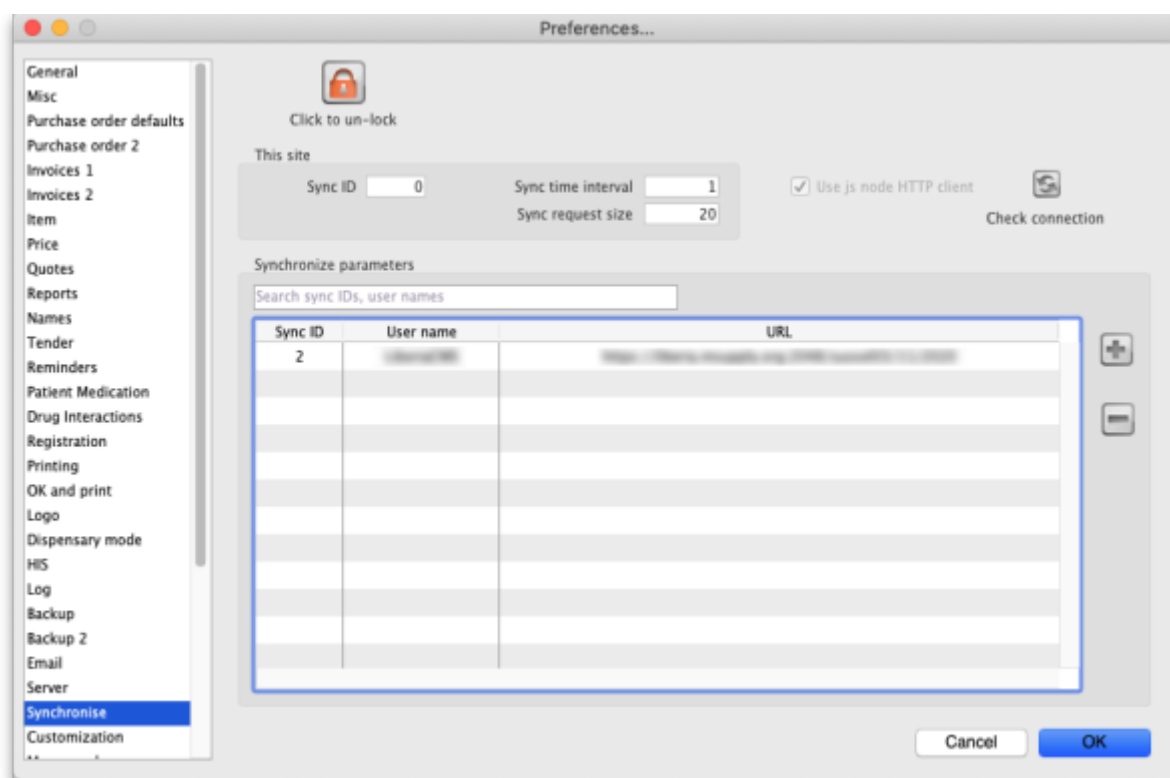 Preferences...
General
Misc
Purchase order defaults
Purchase order 2
Invoices 1
Invoices 2
Item
Price
Quotes
Reports
Names
Tender
Reminders
Patient Medication
Drug Interactions
Registration
Printing
OK and print
Logo
Dispensary mode
HIS
Log
Backup
Backup 2
Email
Server
Synchronise
Customization
Click to un-lock
This site
Sync ID 0
Sync time interval 1
Sync request size 20
Use js node HTTP client
Check connection
Synchronize parameters
Search sync IDs, user names
Sync ID User name URL
2
Cancel OK